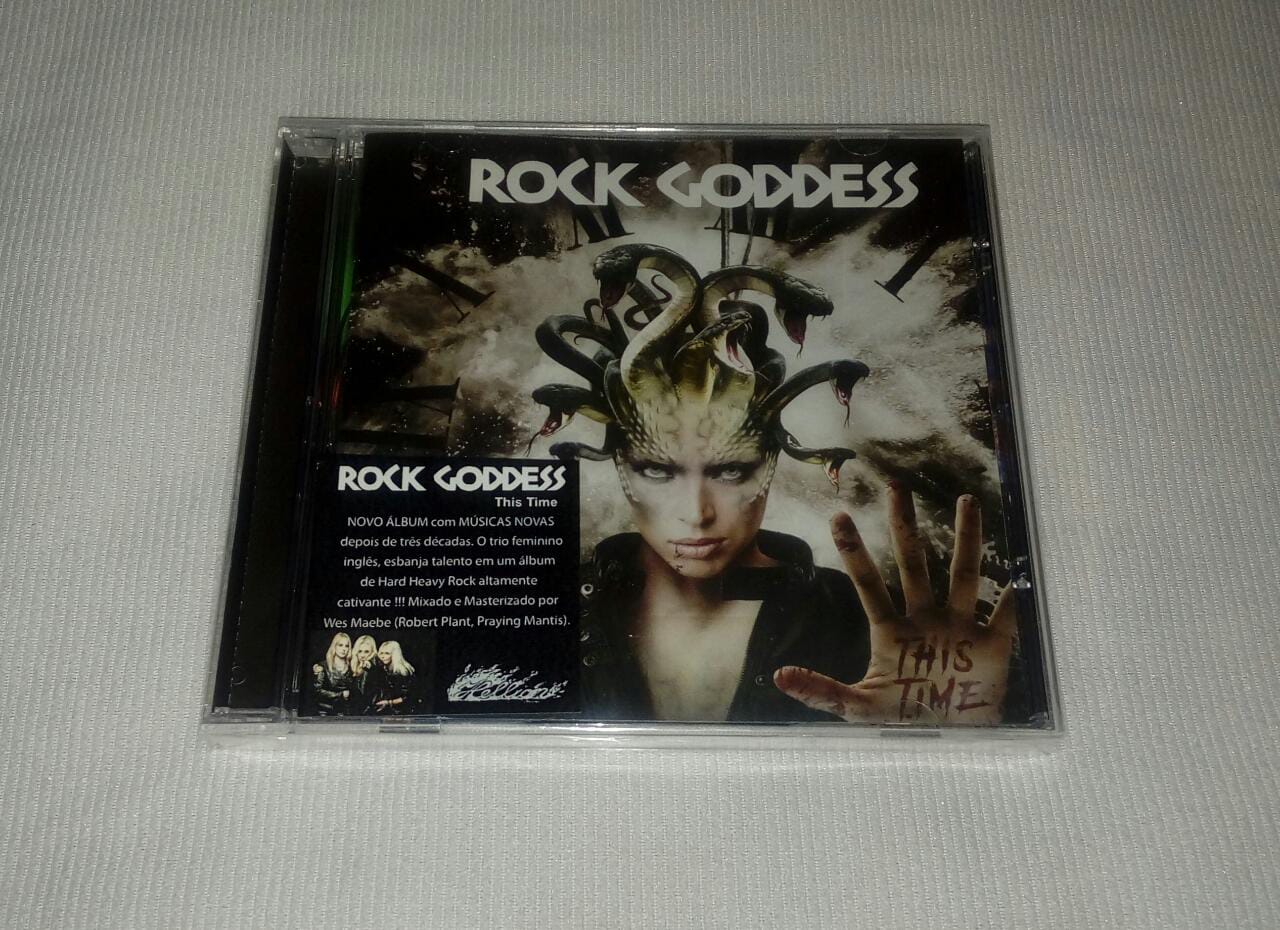 ROCK GODDESS
ROCK GODDESS
This Time
NOVO ÁLBUM com MÚSICAS NOVAS
depois de três décadas. O trio feminino
inglês, esbanja talento em um álbum
de Hard Heavy Rock altamente
cativante !!! Mixado e Masterizado por
Wes Maebe (Robert Plant, Praying Mantis).
Hellion
THIS
TIME